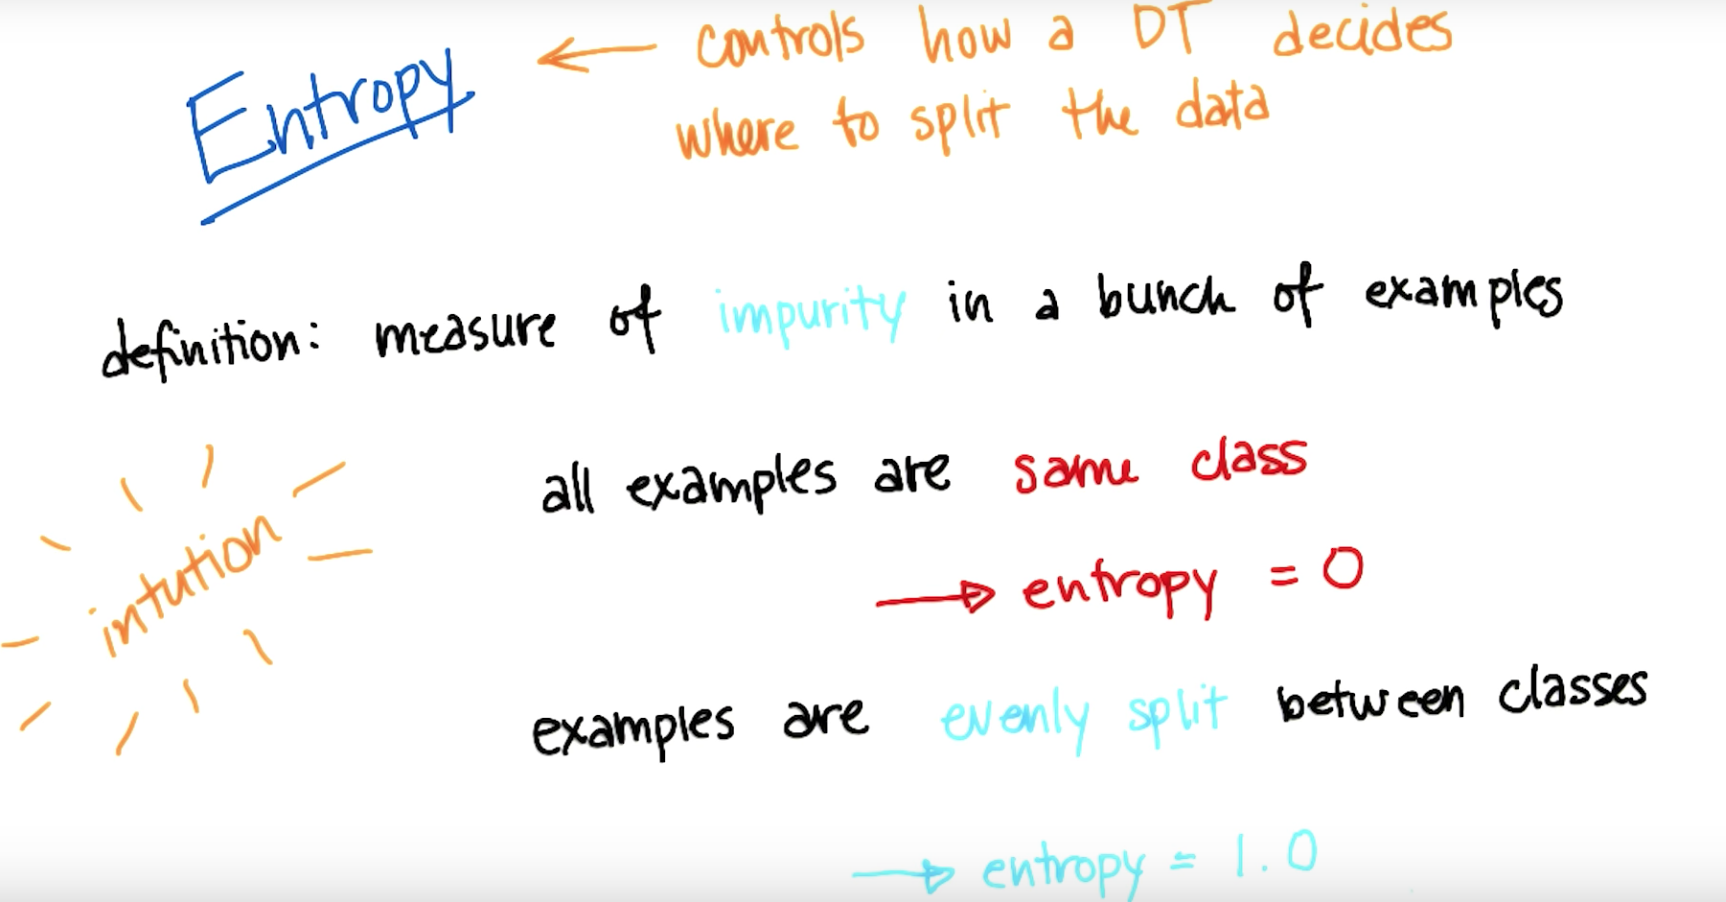 Entropy
controls how a DT decides
where to split the data
definition: measure of impurity in a bunch of examples
intution
all examples are same class
entropy = 0
examples are evenly split between classes
entropy = 1.0